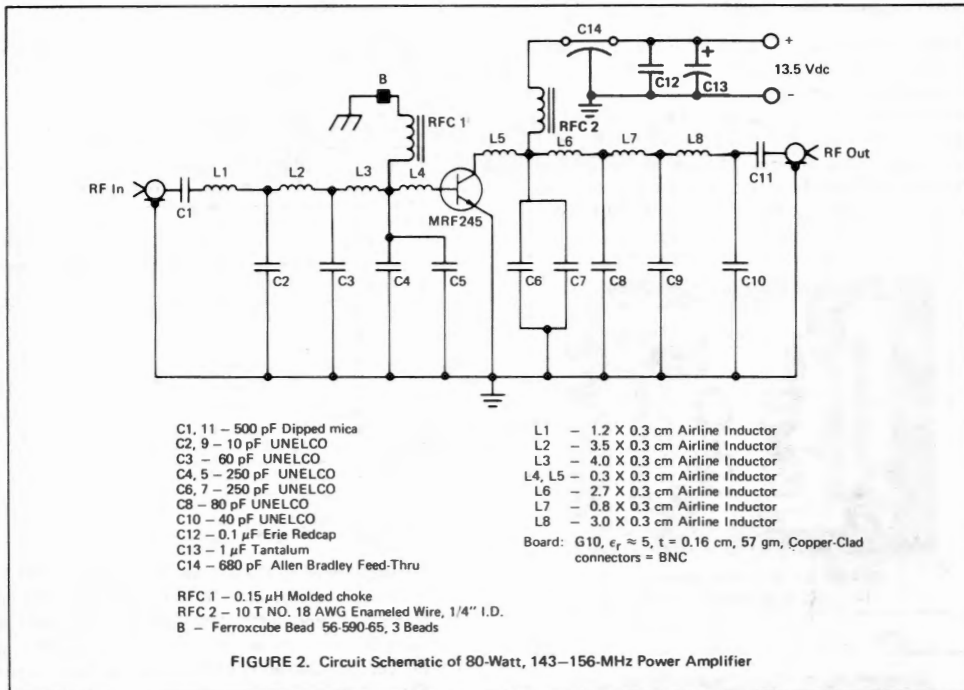 C14
+
13.5 Vdc
+
C12
C13
–
B
RFC 1
RFC 2
L5
L6
L7
L8
RF Out
C11
RF In
L1
L2
L3
L4
C1
MRF245
C2
C3
C4
C5
C6
C7
C8
C9
C10
C1, 11 – 500 pF Dipped mica
C2, 9 – 10 pF UNELCO
C3 – 60 pF UNELCO
C4, 5 – 250 pF UNELCO
C6, 7 – 250 pF UNELCO
C8 – 80 pF UNELCO
C10 – 40 pF UNELCO
C12 – 0.1 μF Erie Redcap
C13 – 1 μF Tantalum
C14 – 680 pF Allen Bradley Feed-Thru
RFC 1 – 0.15 μH Molded choke
RFC 2 – 10 T NO. 18 AWG Enameled Wire, 1/4" I.D.
B – Ferroxcube Bead 56-590-65, 3 Beads
L1 – 1.2 X 0.3 cm Airline Inductor
L2 – 3.5 X 0.3 cm Airline Inductor
L3 – 4.0 X 0.3 cm Airline Inductor
L4, L5 – 0.3 X 0.3 cm Airline Inductor
L6 – 2.7 X 0.3 cm Airline Inductor
L7 – 0.8 X 0.3 cm Airline Inductor
L8 – 3.0 X 0.3 cm Airline Inductor
Board: G10, εr ≈ 5, t = 0.16 cm, 57 gm, Copper-Clad
connectors = BNC
FIGURE 2. Circuit Schematic of 80-Watt, 143–156-MHz Power Amplifier